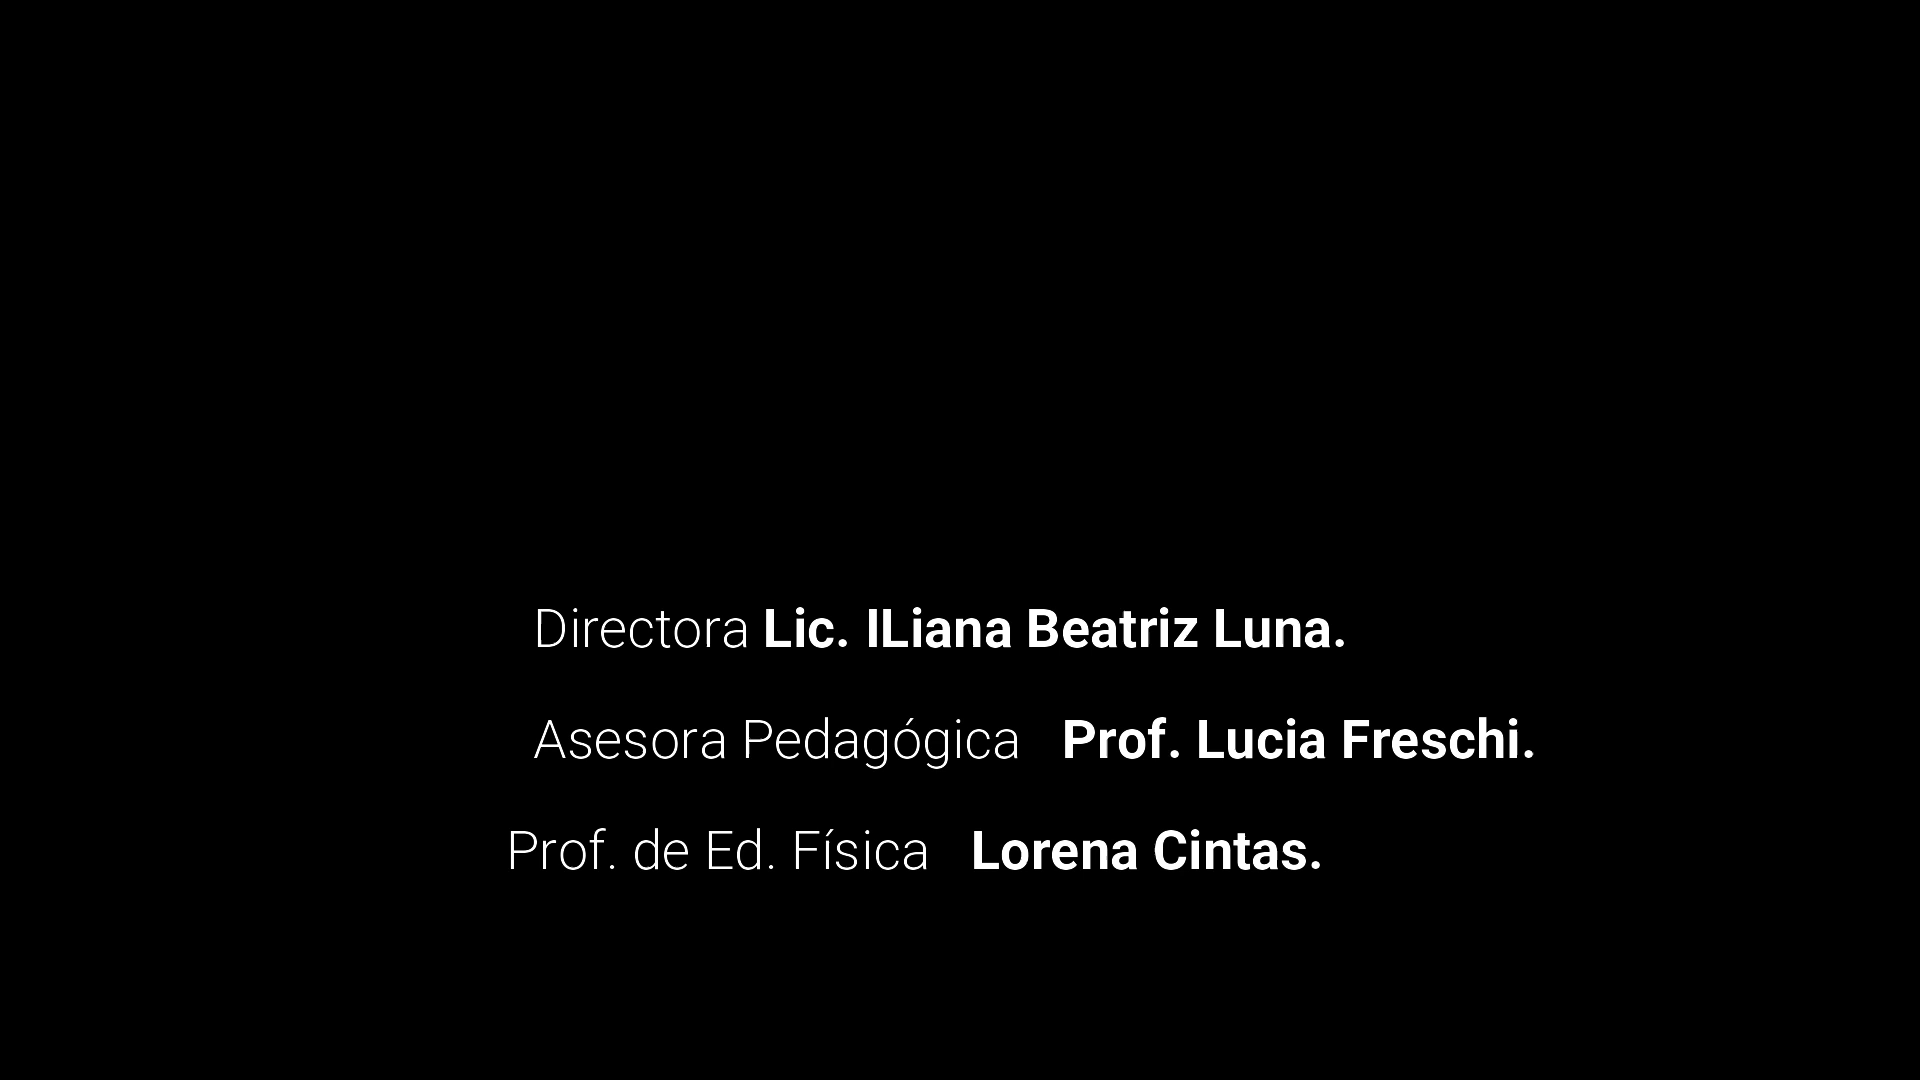 Directora Lic. ILiana Beatriz Luna.
Asesora Pedagógica Prof. Lucia Freschi.
Prof. de Ed. Física Lorena Cintas.